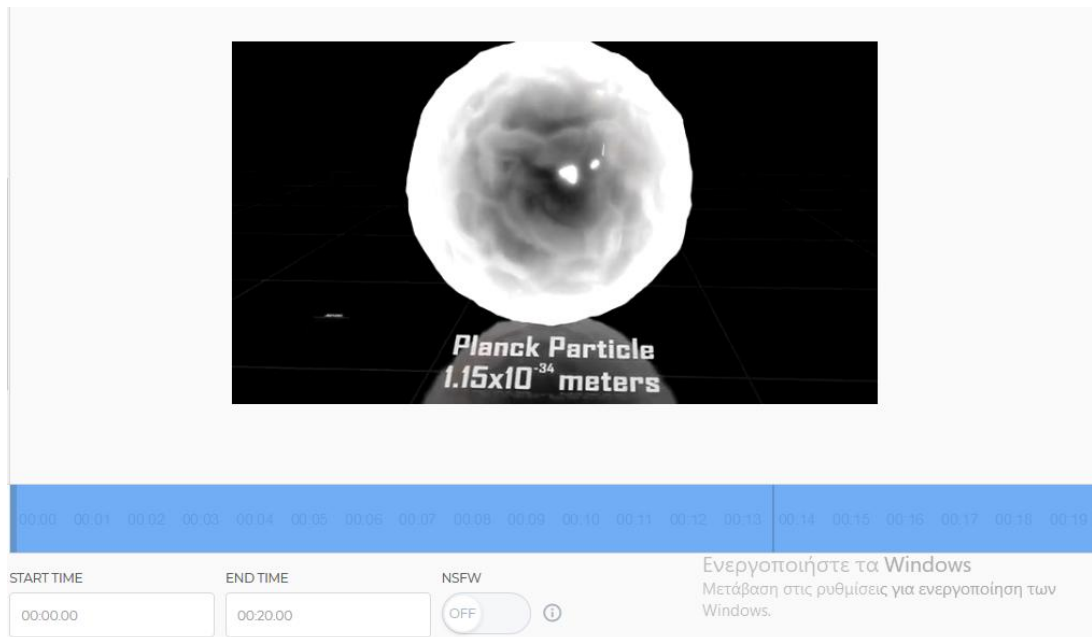 Planck Particle
1.15x10⁻³⁴ meters
00:00 00:01 00:02 00:03 00:04 00:05 00:06 00:07 00:08 00:09 00:10 00:11 00:12 00:13 00:14 00:15 00:16 00:17 00:18 00:19
START TIME END TIME NSFW
00:00.00 00:20.00 OFF
Ενεργοποιήστε τα Windows
Μετάβαση στις ρυθμίσεις για ενεργοποίηση των
Windows.